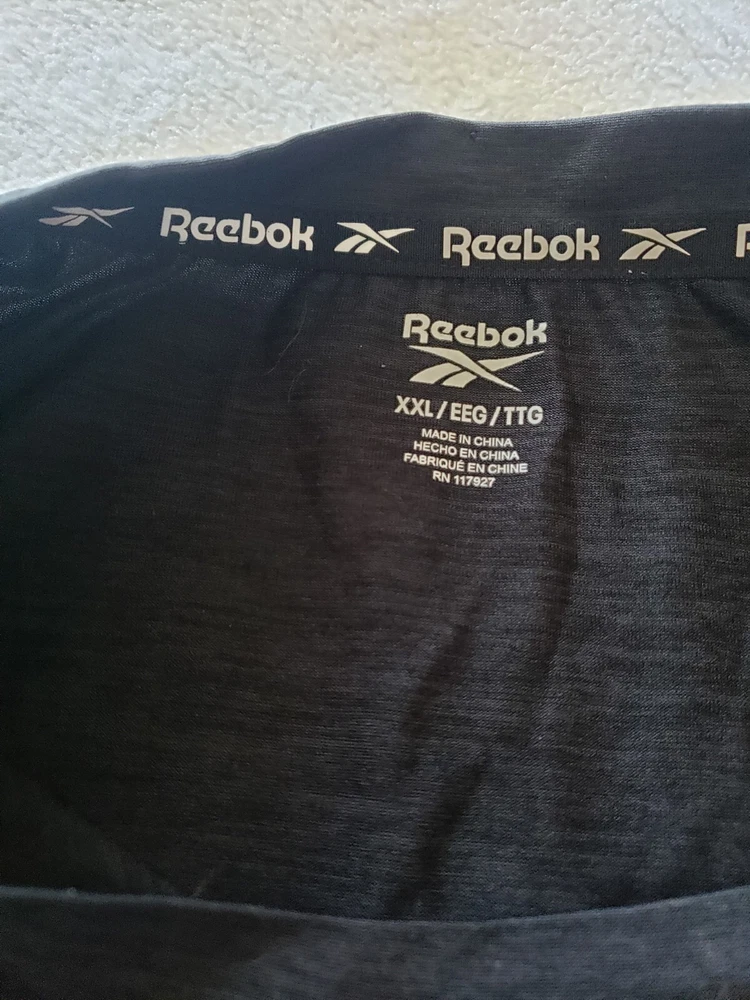 Reebok Reebok
Reebok
XXL / EEG / TTG
MADE IN CHINA
HECHO EN CHINA
FABRIQUÉ EN CHINE
RN 117927